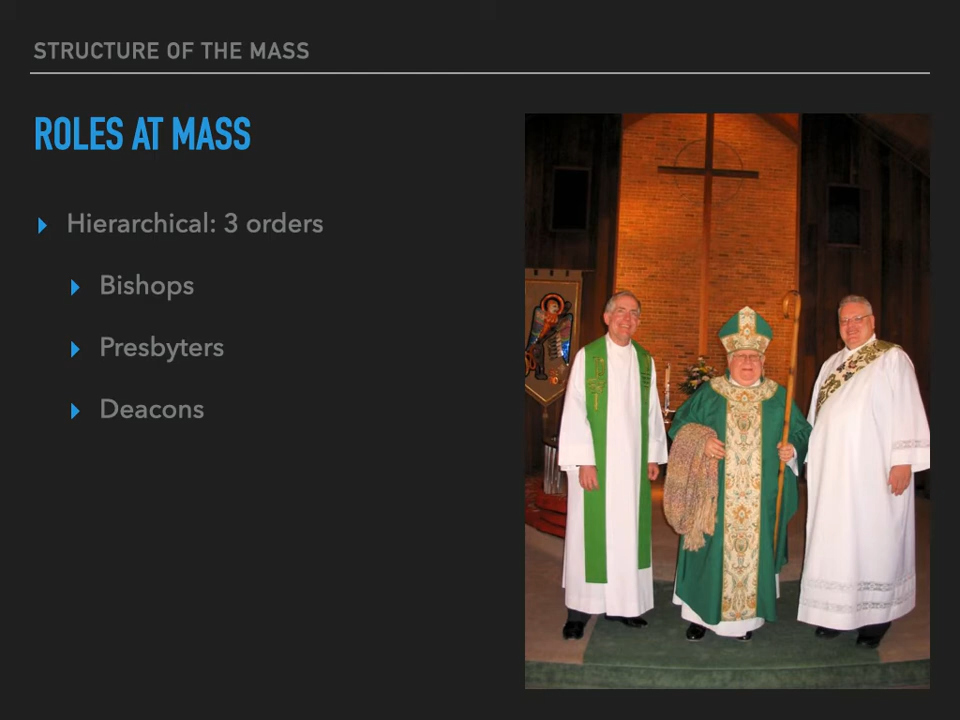 STRUCTURE OF THE MASS
ROLES AT MASS
Hierarchical: 3 orders
Bishops
Presbyters
Deacons